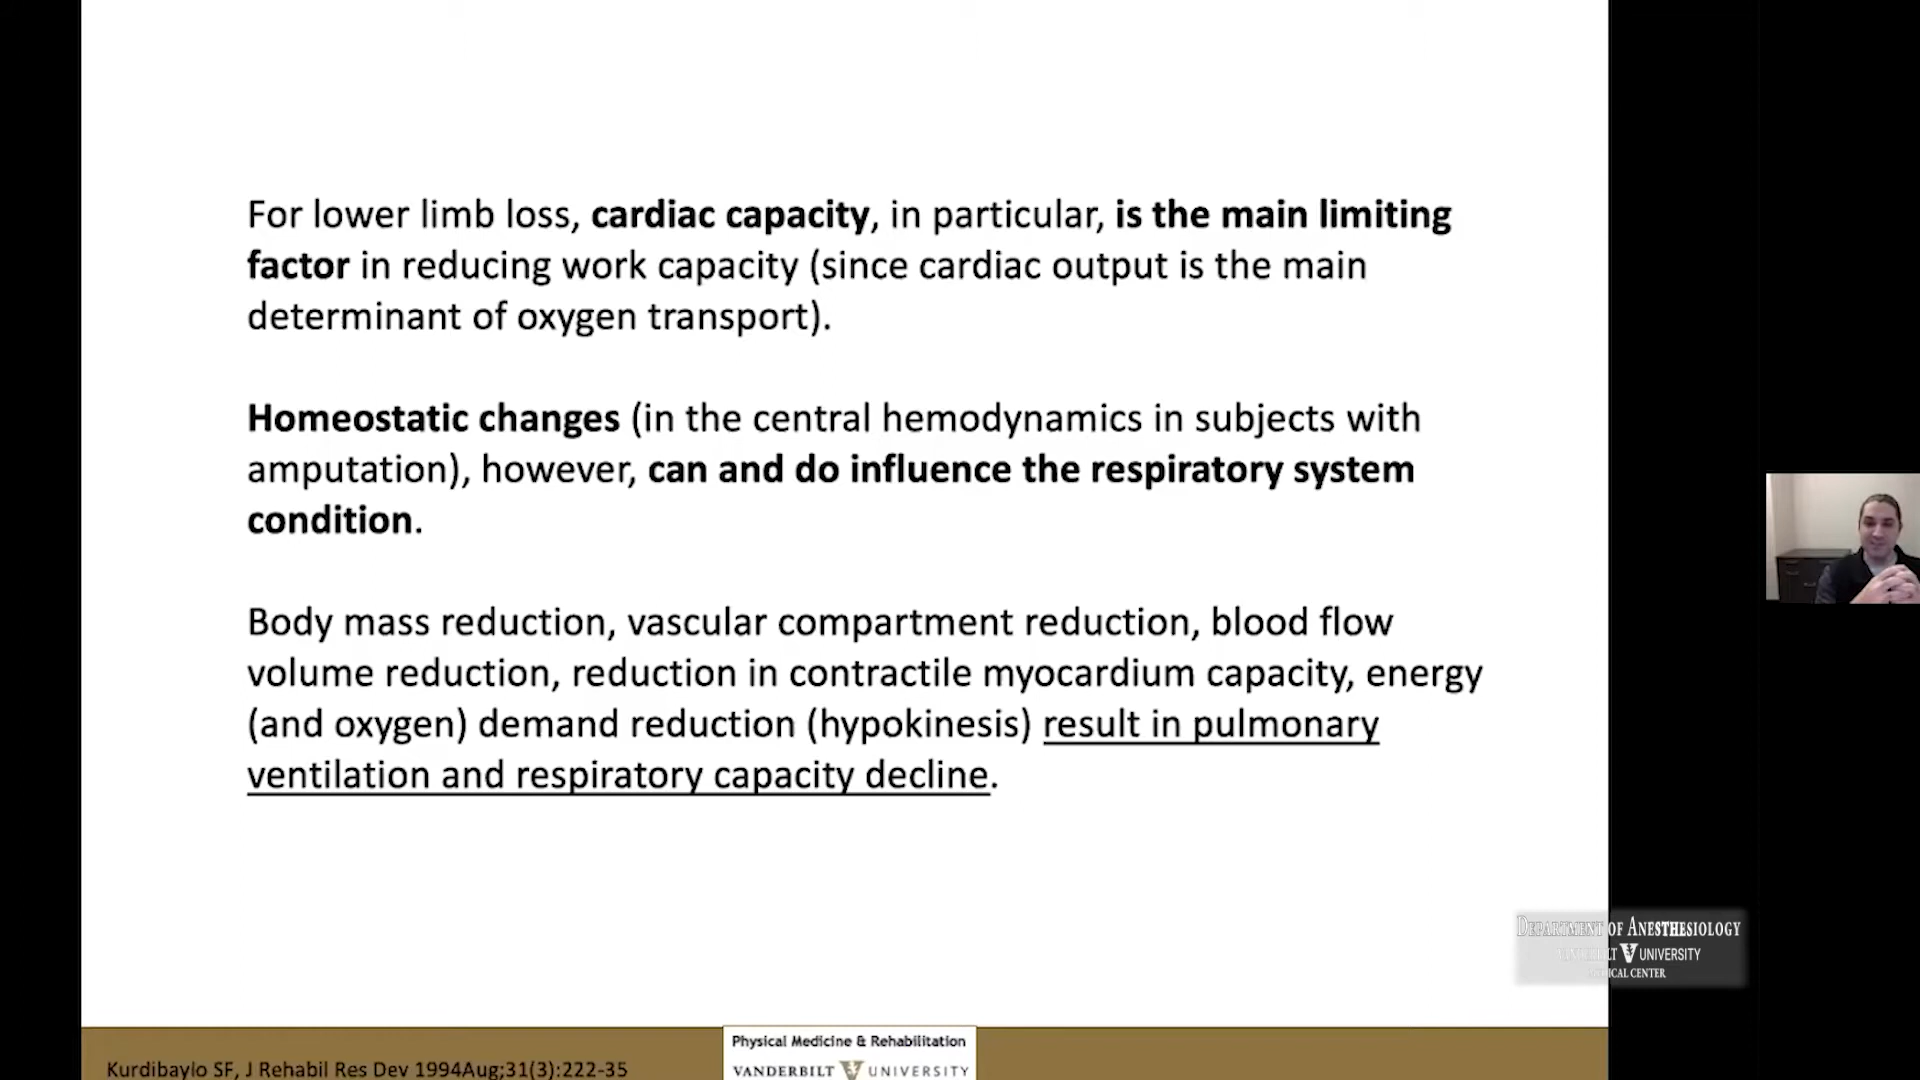 For lower limb loss, cardiac capacity, in particular, is the main limiting
factor in reducing work capacity (since cardiac output is the main
determinant of oxygen transport).
Homeostatic changes (in the central hemodynamics in subjects with
amputation), however, can and do influence the respiratory system
condition.
Body mass reduction, vascular compartment reduction, blood flow
volume reduction, reduction in contractile myocardium capacity, energy
(and oxygen) demand reduction (hypokinesis) result in pulmonary
ventilation and respiratory capacity decline.
DEPARTMENT OF ANESTHESIOLOGY
VANDERBILT UNIVERSITY
MEDICAL CENTER
Physical Medicine & Rehabilitation
VANDERBILT UNIVERSITY
Kurdibaylo SF, J Rehabil Res Dev 1994Aug;31(3):222-35